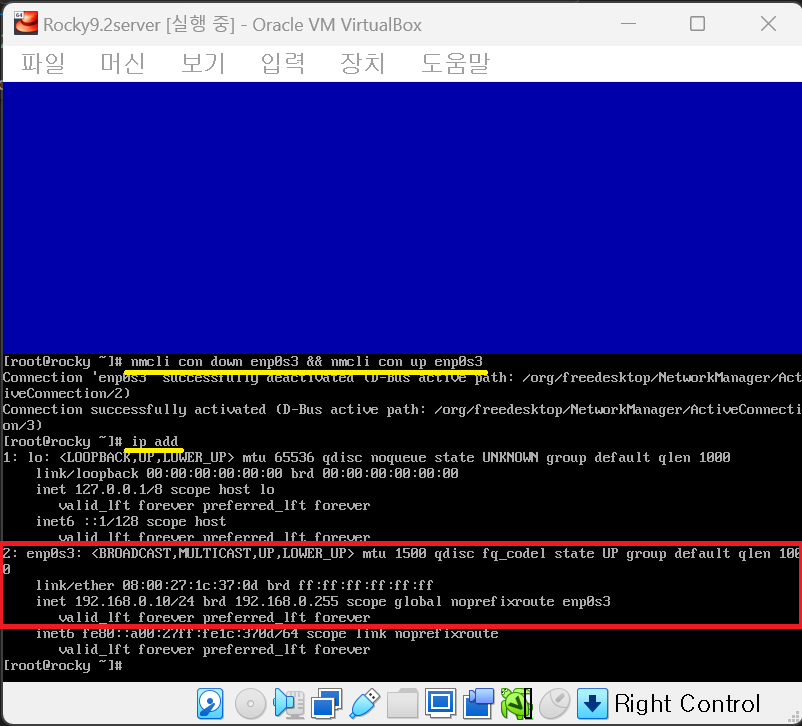 Rocky9.2server [실행 중] - Oracle VM VirtualBox
파일 머신 보기 입력 장치 도움말
[root@rocky ~]# nmcli con down enp0s3 && nmcli con up enp0s3
Connection 'enp0s3' successfully deactivated (D-Bus active path: /org/freedesktop/NetworkManager/Act
iveConnection/2)
Connection successfully activated (D-Bus active path: /org/freedesktop/NetworkManager/ActiveConnecti
on/3)
[root@rocky ~]# ip add
1: lo: <LOOPBACK,UP,LOWER_UP> mtu 65536 qdisc noqueue state UNKNOWN group default qlen 1000
link/loopback 00:00:00:00:00:00 brd 00:00:00:00:00:00
inet 127.0.0.1/8 scope host lo
valid_lft forever preferred_lft forever
inet6 ::1/128 scope host
valid_lft forever preferred_lft forever
2: enp0s3: <BROADCAST,MULTICAST,UP,LOWER_UP> mtu 1500 qdisc fq_codel state UP group default qlen 100
0
link/ether 08:00:27:1c:37:0d brd ff:ff:ff:ff:ff:ff
inet 192.168.0.10/24 brd 192.168.0.255 scope global noprefixroute enp0s3
valid_lft forever preferred_lft forever
inet6 fe80::a00:27ff:fe1c:370d/64 scope link noprefixroute
valid_lft forever preferred_lft forever
[root@rocky ~]#
Right Control